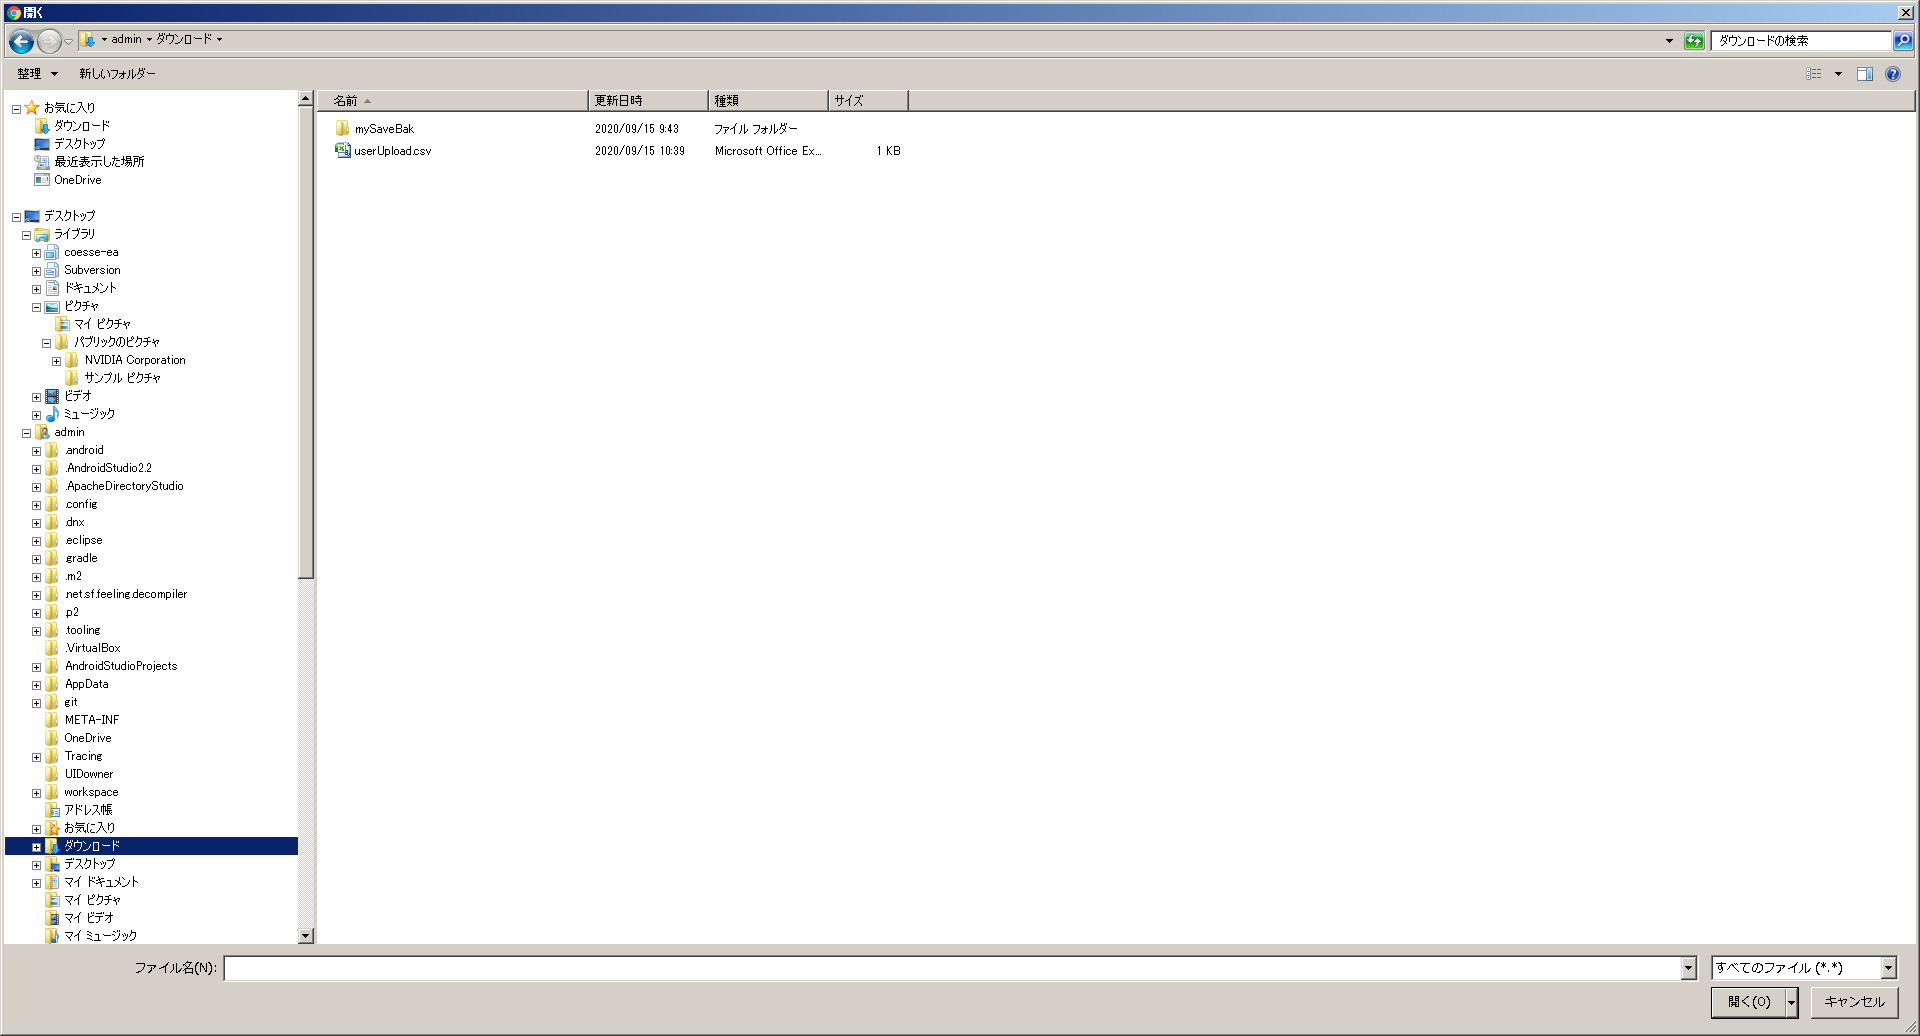 開く
admin ダウンロード
ダウンロードの検索
整理 新しいフォルダー
お気に入り
ダウンロード
デスクトップ
最近表示した場所
OneDrive
デスクトップ
ライブラリ
coesse-ea
Subversion
ドキュメント
ピクチャ
マイ ピクチャ
パブリックのピクチャ
NVIDIA Corporation
サンプル ピクチャ
ビデオ
ミュージック
admin
.android
.AndroidStudio2.2
.ApacheDirectoryStudio
.config
.dnx
.eclipse
.gradle
.m2
.net.sf.feeling.decompiler
.p2
.tooling
.VirtualBox
AndroidStudioProjects
AppData
git
META-INF
OneDrive
Tracing
UIDowner
workspace
アドレス帳
お気に入り
ダウンロード
デスクトップ
マイ ドキュメント
マイ ピクチャ
マイ ビデオ
マイ ミュージック
名前 更新日時 種類 サイズ
mySaveBak 2020/09/15 9:43 ファイル フォルダー
userUpload.csv 2020/09/15 10:39 Microsoft Office Ex... 1 KB
ファイル名(N):
すべてのファイル (*.*)
開く(O) キャンセル